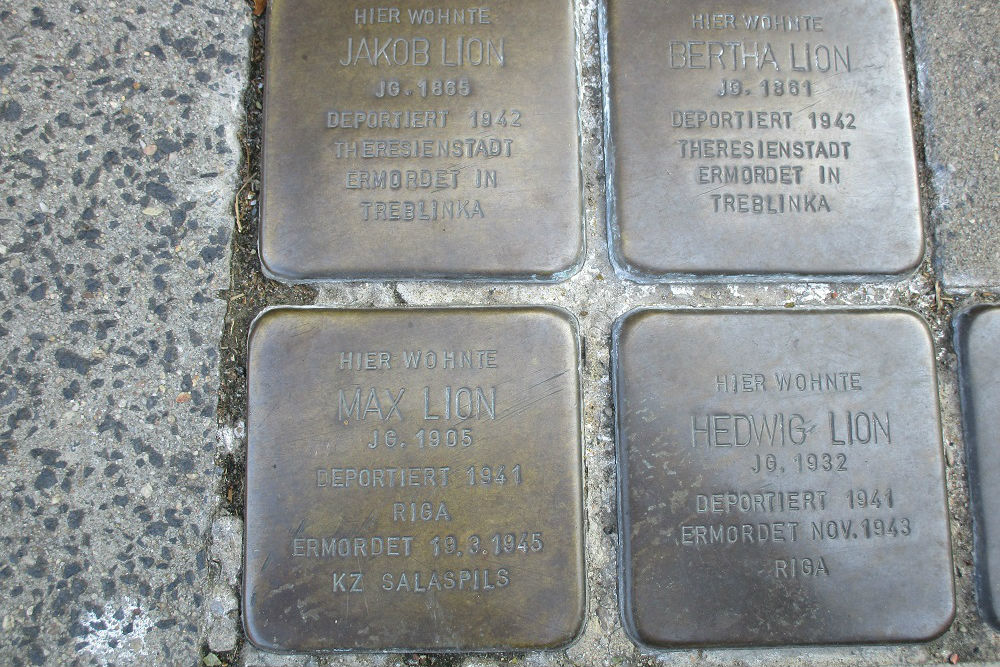 HIER WOHNTE
JAKOB LION
JG. 1865
DEPORTIERT 1942
THERESIENSTADT
ERMORDET IN
TREBLINKA
HIER WOHNTE
BERTHA LION
JG. 1861
DEPORTIERT 1942
THERESIENSTADT
ERMORDET IN
TREBLINKA
HIER WOHNTE
MAX LION
JG. 1905
DEPORTIERT 1941
RIGA
ERMORDET 19.3.1945
KZ SALASPILS
HIER WOHNTE
HEDWIG LION
JG. 1932
DEPORTIERT 1941
ERMORDET NOV. 1943
RIGA